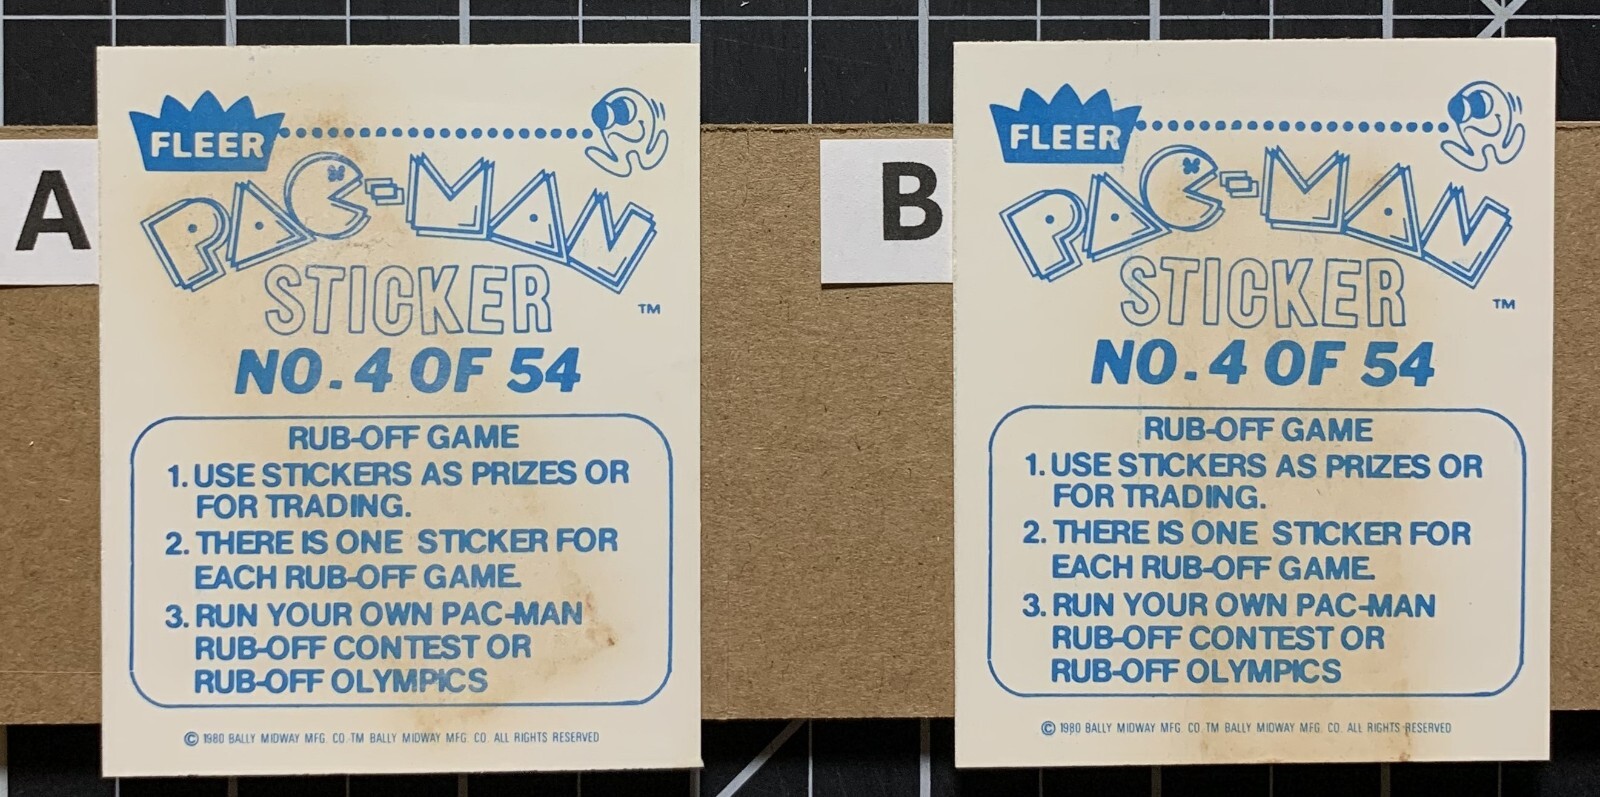 A
FLEER
PAC-MAN
STICKER
TM
NO. 4 OF 54
RUB-OFF GAME
1. USE STICKERS AS PRIZES OR
FOR TRADING.
2. THERE IS ONE STICKER FOR
EACH RUB-OFF GAME.
3. RUN YOUR OWN PAC-MAN
RUB-OFF CONTEST OR
RUB-OFF OLYMPICS
© 1980 BALLY MIDWAY MFG. CO. TM BALLY MIDWAY MFG. CO. ALL RIGHTS RESERVED
B
FLEER
PAC-MAN
STICKER
TM
NO. 4 OF 54
RUB-OFF GAME
1. USE STICKERS AS PRIZES OR
FOR TRADING.
2. THERE IS ONE STICKER FOR
EACH RUB-OFF GAME.
3. RUN YOUR OWN PAC-MAN
RUB-OFF CONTEST OR
RUB-OFF OLYMPICS
© 1980 BALLY MIDWAY MFG. CO. TM BALLY MIDWAY MFG. CO. ALL RIGHTS RESERVED